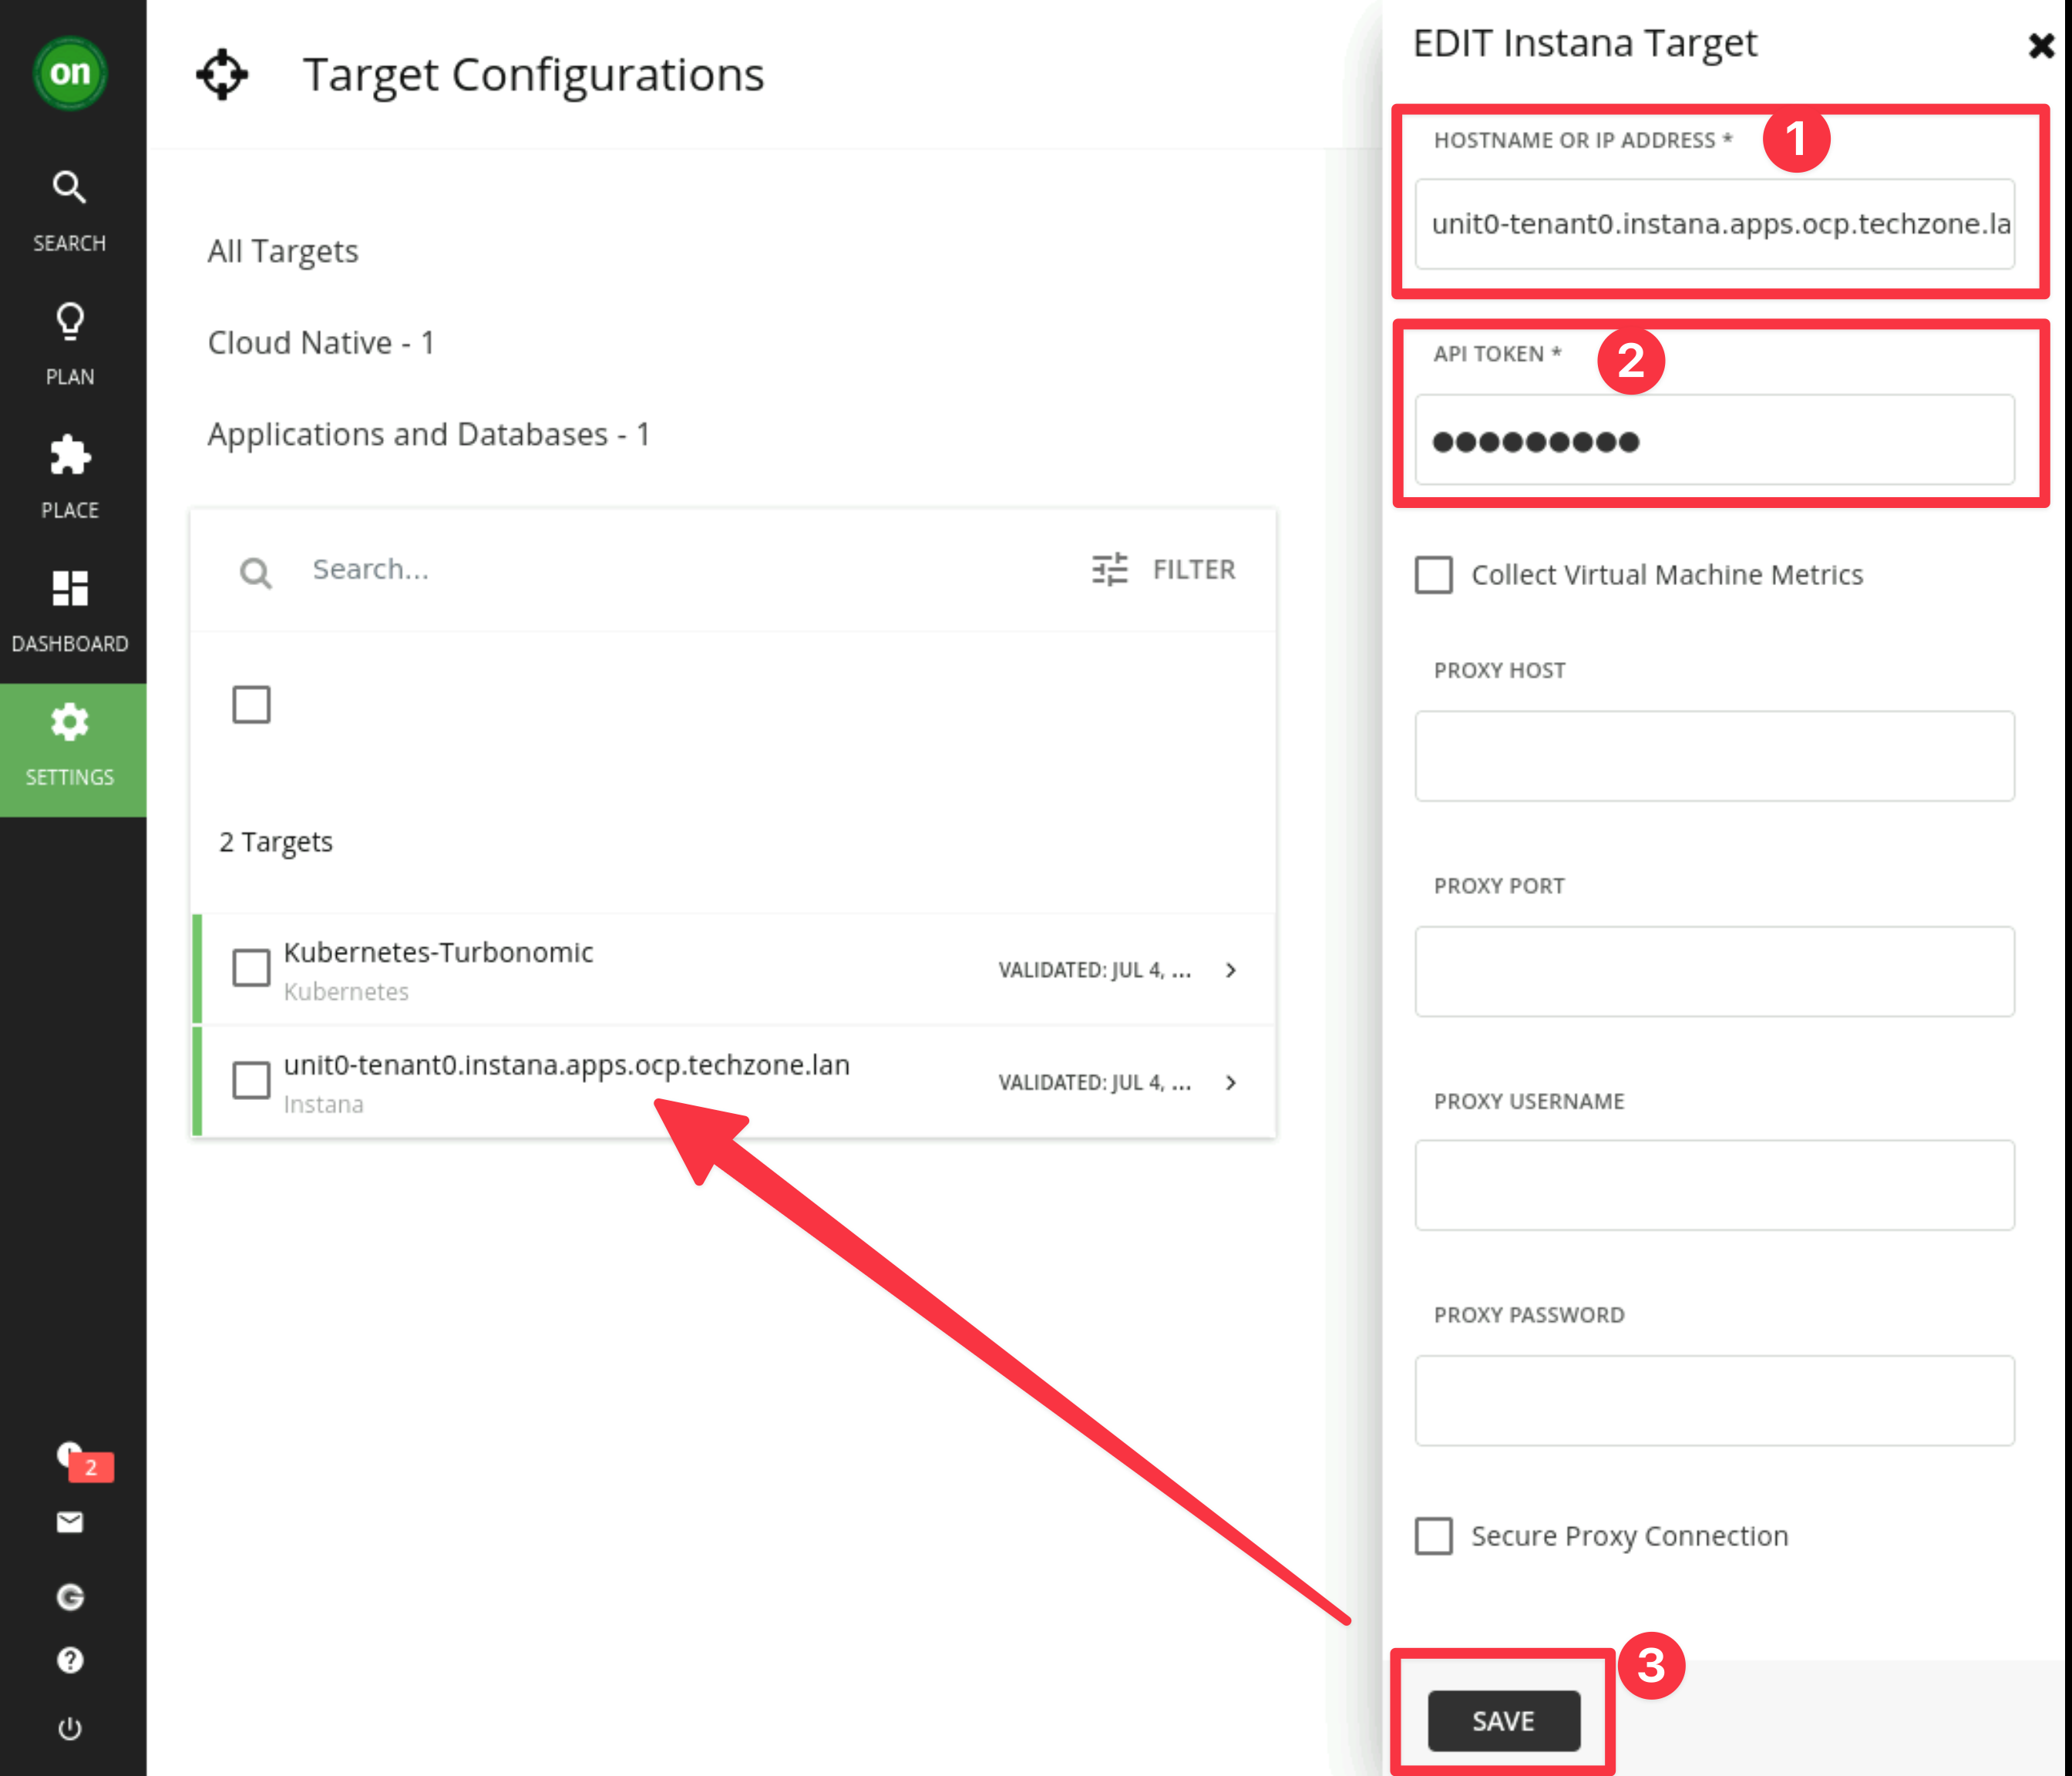 on
SEARCH
PLAN
PLACE
DASHBOARD
SETTINGS
2
Target Configurations
All Targets
Cloud Native - 1
Applications and Databases - 1
Search...
FILTER
2 Targets
Kubernetes-Turbonomic
Kubernetes
VALIDATED: JUL 4, ...
unit0-tenant0.instana.apps.ocp.techzone.lan
Instana
VALIDATED: JUL 4, ...
EDIT Instana Target
HOSTNAME OR IP ADDRESS *
1
unit0-tenant0.instana.apps.ocp.techzone.la
API TOKEN *
2
Collect Virtual Machine Metrics
PROXY HOST
PROXY PORT
PROXY USERNAME
PROXY PASSWORD
Secure Proxy Connection
3
SAVE